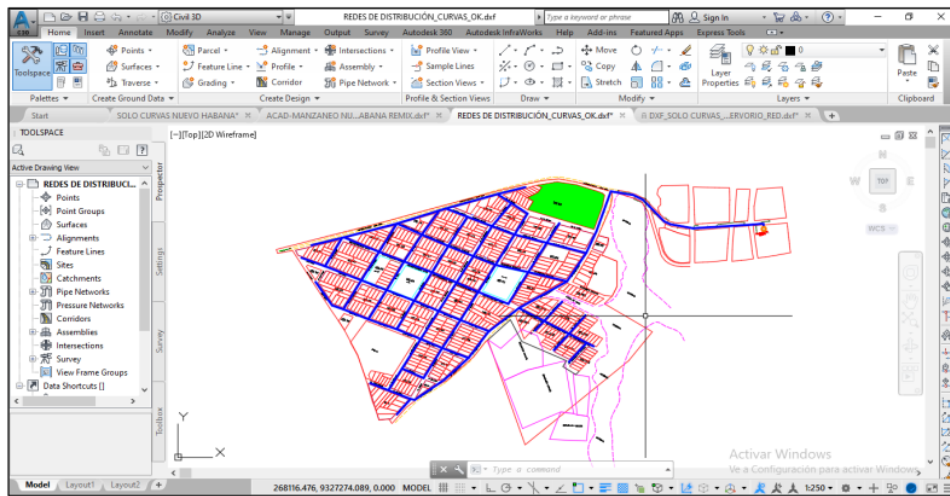 Civil 3D
REDES DE DISTRIBUCIÓN_CURVAS_OK.dxf
Type a keyword or phrase
Sign In
Home Insert Annotate Modify Analyze View Manage Output Survey Autodesk 360 Autodesk InfraWorks Help Add-ins Featured Apps Express Tools
Toolspace
Points
Surfaces
Traverse
Parcel
Feature Line
Grading
Alignment
Profile
Corridor
Intersections
Assembly
Pipe Network
Profile View
Sample Lines
Section Views
Move
Copy
Stretch
Layer Properties
0
Paste
Palettes Create Ground Data Create Design Profile & Section Views Draw Modify Layers Clipboard
Start SOLO CURVAS NUEVO HABANA* ACAD-MANZANEO NU...ABANA REMIX.dxf* REDES DE DISTRIBUCIÓN_CURVAS_OK.dxf* DXF_SOLO CURVAS_...ERVORIO_RED.dxf*
TOOLSPACE
[−][Top][2D Wireframe]
Active Drawing View
REDES DE DISTRIBUCI...
Points
Point Groups
Surfaces
Alignments
Feature Lines
Sites
Catchments
Pipe Networks
Pressure Networks
Corridors
Assemblies
Intersections
Survey
View Frame Groups
Data Shortcuts []
Prospector
Settings
Survey
Toolbox
N
W TOP E
S
WCS
Y
X
Type a command
Activar Windows
Ve a Configuración para activar Windows.
Model Layout1 Layout2 +
268116.476, 9327274.089, 0.000 MODEL
1:250